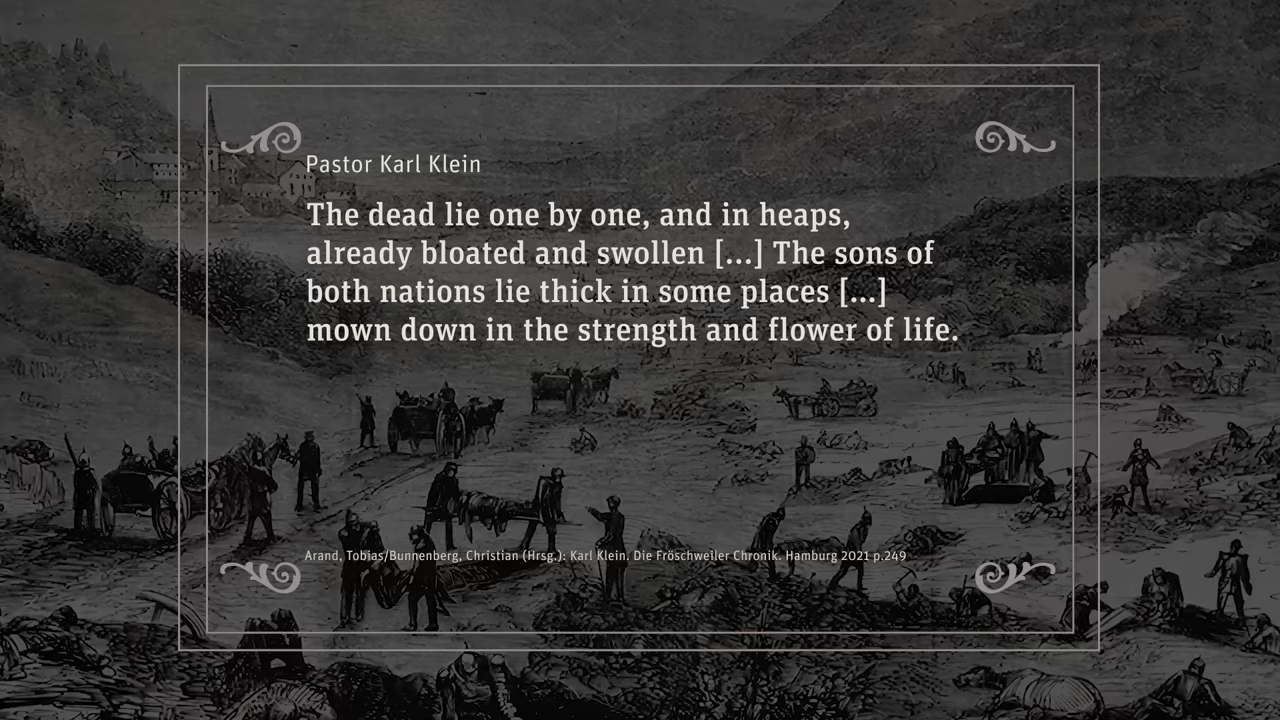 Pastor Karl Klein
The dead lie one by one, and in heaps,
already bloated and swollen [...] The sons of
both nations lie thick in some places [...]
mown down in the strength and flower of life.
Arand, Tobias/Bunnenberg, Christian (Hrsg.): Karl Klein. Die Fröschweiler Chronik. Hamburg 2021 p.249